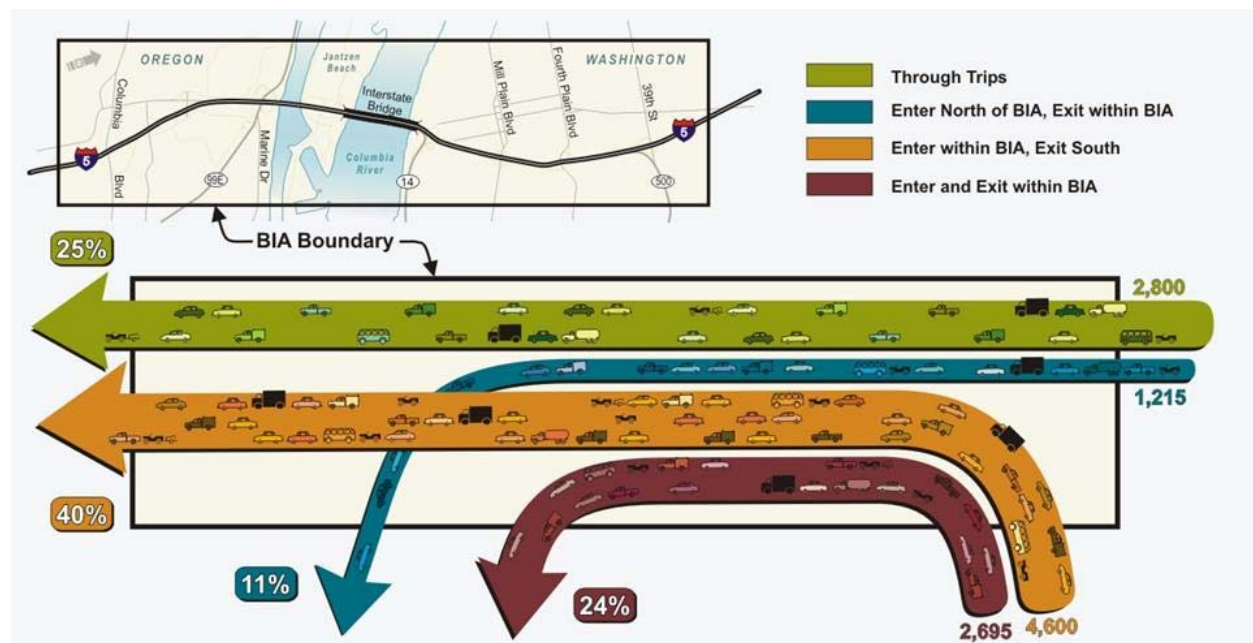 OREGON
Jantzen
Beach
WASHINGTON
Columbia
Blvd
Interstate
Bridge
Mill Plain Blvd
Fourth Plain Blvd
39th St
5
5
Marine Dr
99E
Columbia
River
14
500
Through Trips
Enter North of BIA, Exit within BIA
Enter within BIA, Exit South
Enter and Exit within BIA
BIA Boundary
25%
2,800
1,215
40%
11%
24%
2,695
4,600